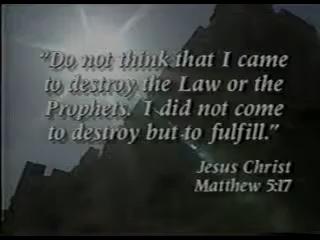 "Do not think that I came
to destroy the Law or the
Prophets.  I did not come
to destroy but to fulfill."
Jesus Christ
Matthew 5:17